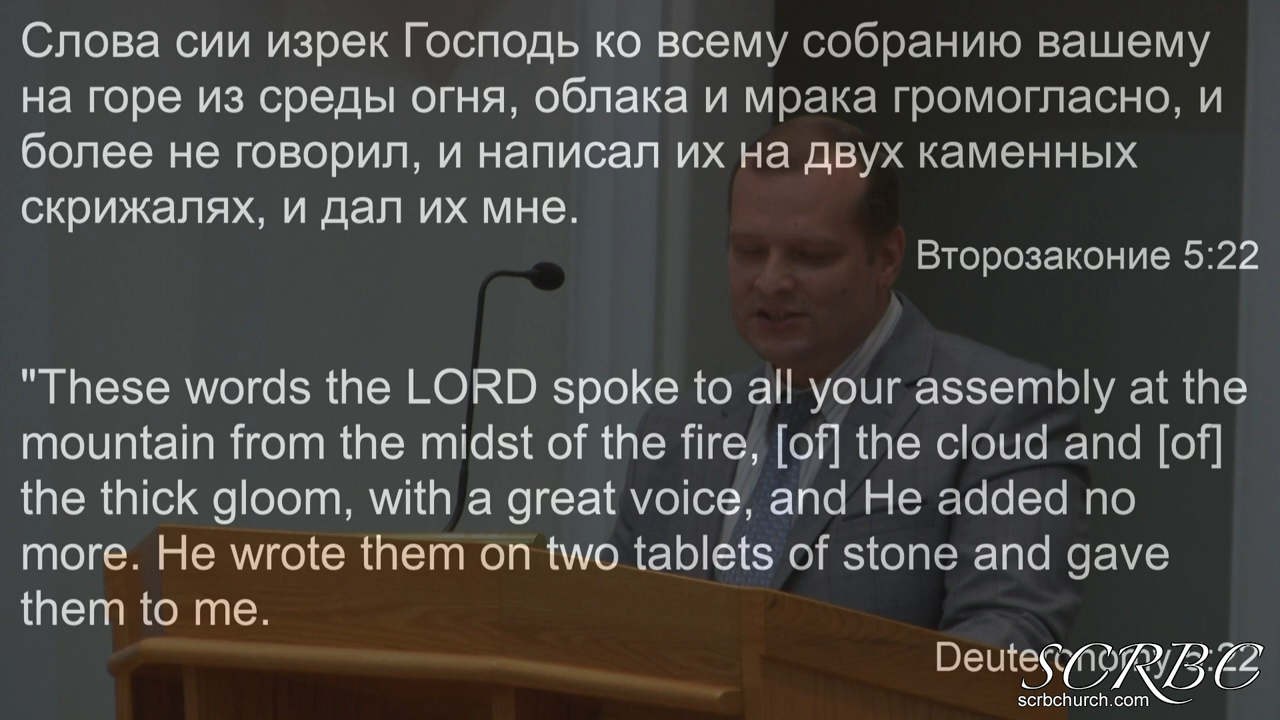 Слова сии изрек Господь ко всему собранию вашему
на горе из среды огня, облака и мрака громогласно, и
более не говорил, и написал их на двух каменных
скрижалях, и дал их мне.
Второзаконие 5:22
"These words the LORD spoke to all your assembly at the
mountain from the midst of the fire, [of] the cloud and [of]
the thick gloom, with a great voice, and He added no
more. He wrote them on two tablets of stone and gave
them to me.
Deuteronomy 5:22
SCRBC
scrbchurch.com